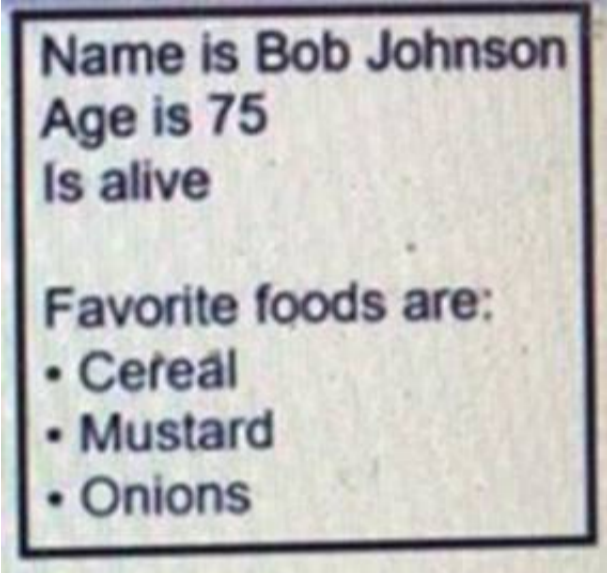 Name is Bob Johnson
Age is 75
Is alive
Favorite foods are:
• Cereal
• Mustard
• Onions